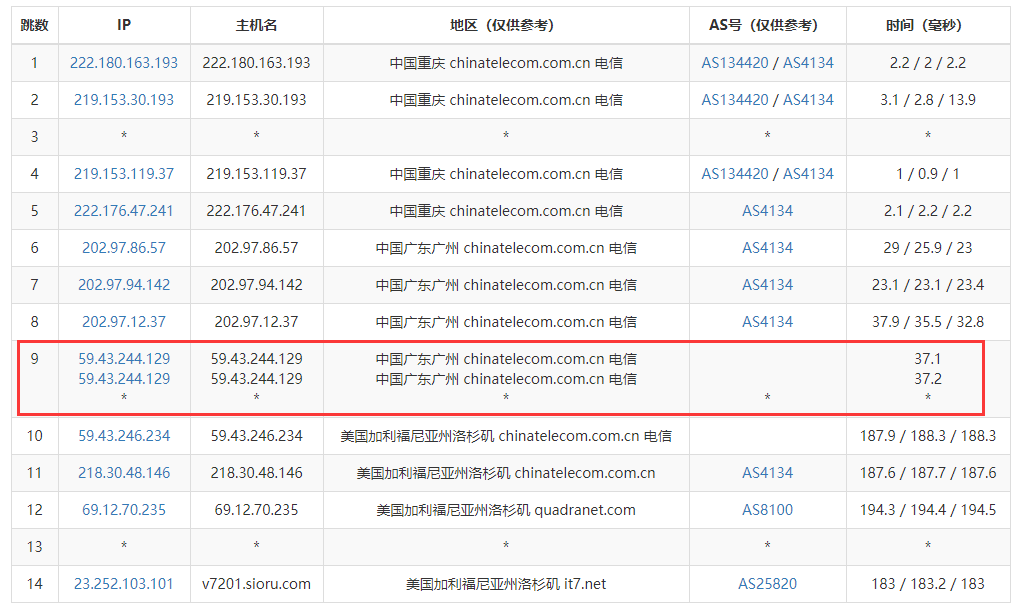 跳数 IP 主机名 地区（仅供参考） AS号（仅供参考） 时间（毫秒）
1 222.180.163.193 222.180.163.193 中国重庆 chinatelecom.com.cn 电信 AS134420 / AS4134 2.2 / 2 / 2.2
2 219.153.30.193 219.153.30.193 中国重庆 chinatelecom.com.cn 电信 AS134420 / AS4134 3.1 / 2.8 / 13.9
3 * * * * *
4 219.153.119.37 219.153.119.37 中国重庆 chinatelecom.com.cn 电信 AS134420 / AS4134 1 / 0.9 / 1
5 222.176.47.241 222.176.47.241 中国重庆 chinatelecom.com.cn 电信 AS4134 2.1 / 2.2 / 2.2
6 202.97.86.57 202.97.86.57 中国广东广州 chinatelecom.com.cn 电信 AS4134 29 / 25.9 / 23
7 202.97.94.142 202.97.94.142 中国广东广州 chinatelecom.com.cn 电信 AS4134 23.1 / 23.1 / 23.4
8 202.97.12.37 202.97.12.37 中国广东广州 chinatelecom.com.cn 电信 AS4134 37.9 / 35.5 / 32.8
9 59.43.244.129 59.43.244.129 中国广东广州 chinatelecom.com.cn 电信 37.1
59.43.244.129 59.43.244.129 中国广东广州 chinatelecom.com.cn 电信 37.2
* * * * *
10 59.43.246.234 59.43.246.234 美国加利福尼亚州洛杉矶 chinatelecom.com.cn 电信 187.9 / 188.3 / 188.3
11 218.30.48.146 218.30.48.146 美国加利福尼亚州洛杉矶 chinatelecom.com.cn AS4134 187.6 / 187.7 / 187.6
12 69.12.70.235 69.12.70.235 美国加利福尼亚州洛杉矶 quadranet.com AS8100 194.3 / 194.4 / 194.5
13 * * * * *
14 23.252.103.101 v7201.sioru.com 美国加利福尼亚州洛杉矶 it7.net AS25820 183 / 183.2 / 183